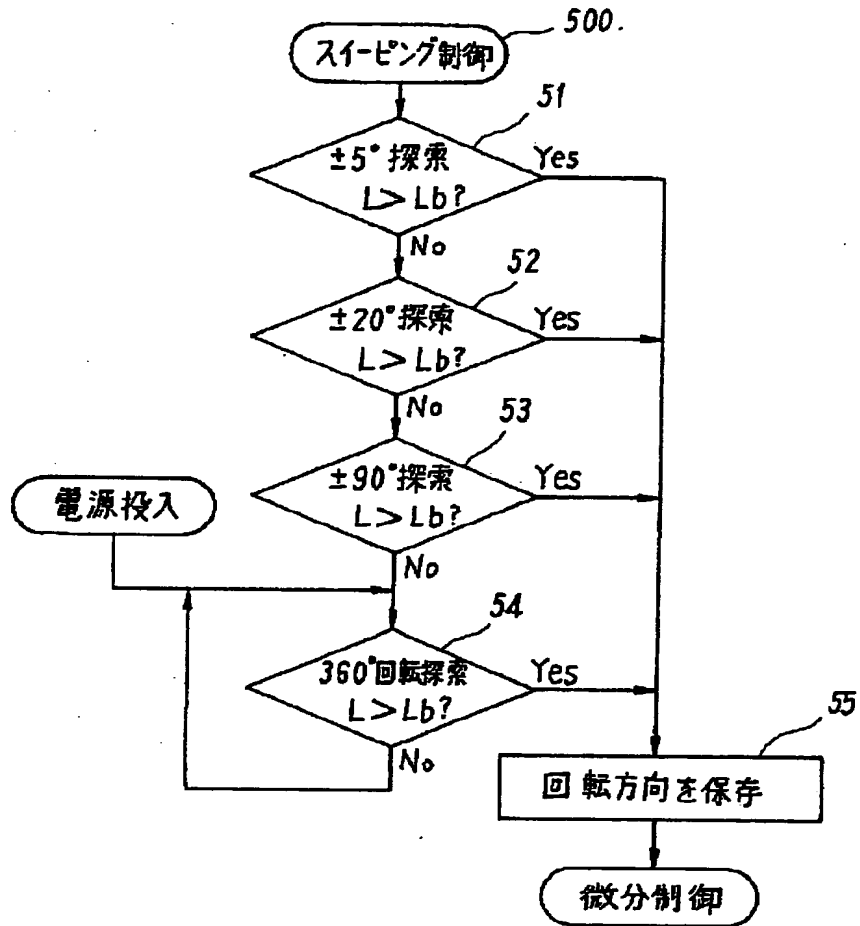 500.
スイーピング制御
51
±5°探索
L>Lb?
Yes
No
52
±20°探索
L>Lb?
Yes
No
53
±90°探索
L>Lb?
Yes
No
電源投入
54
360°回転探索
L>Lb?
Yes
No
55
回転方向を保存
微分制御